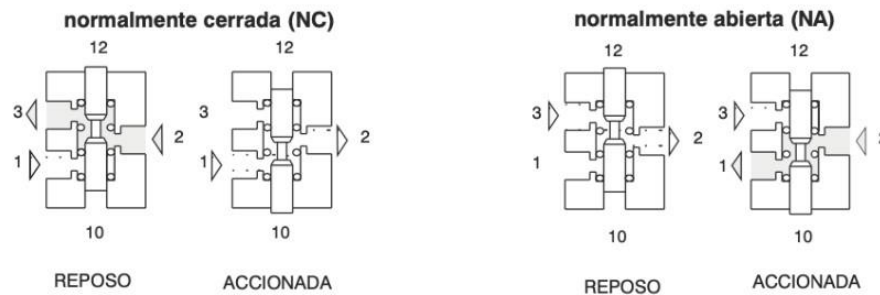 normalmente cerrada (NC)
12 12
3 3
2 2
1 1
10 10
REPOSO ACCIONADA
normalmente abierta (NA)
12 12
3 3
2 2
1 1
10 10
REPOSO ACCIONADA